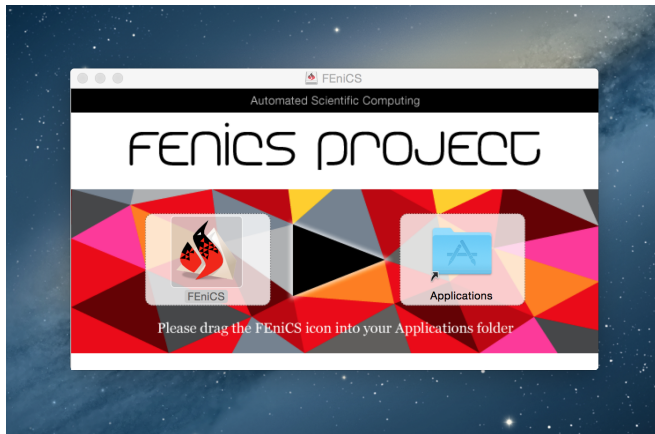 FEniCS
Automated Scientific Computing
FENICS PROJECT
FEniCS
Applications
Please drag the FEniCS icon into your Applications folder